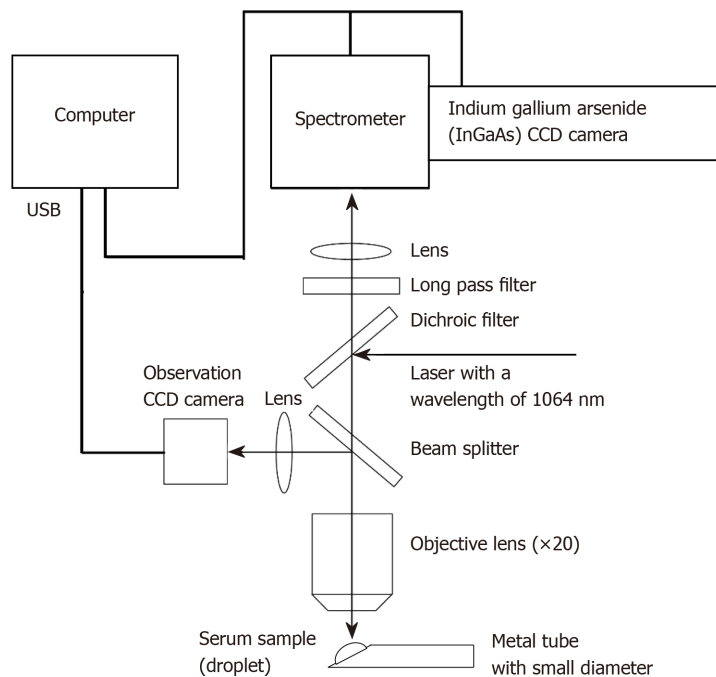 Computer
Spectrometer
Indium gallium arsenide
(InGaAs) CCD camera
USB
Lens
Long pass filter
Dichroic filter
Laser with a
wavelength of 1064 nm
Observation
CCD camera
Lens
Beam splitter
Objective lens (×20)
Serum sample
(droplet)
Metal tube
with small diameter